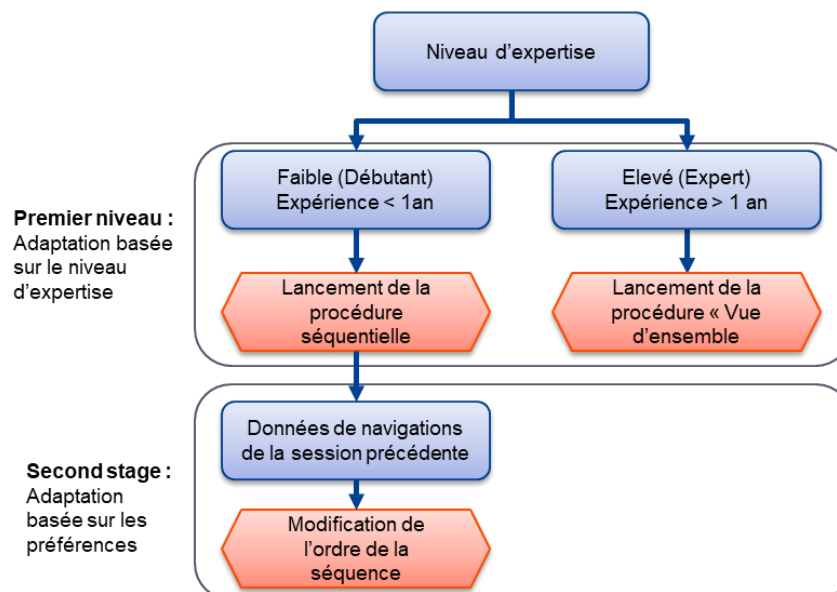 Niveau d'expertise
Premier niveau :
Adaptation basée
sur le niveau
d'expertise
Faible (Débutant)
Expérience < 1an
Elevé (Expert)
Expérience > 1 an
Lancement de la
procédure
séquentielle
Lancement de la
procédure « Vue
d'ensemble
Second stage :
Adaptation
basée sur les
préférences
Données de navigations
de la session précédente
Modification de
l'ordre de la
séquence